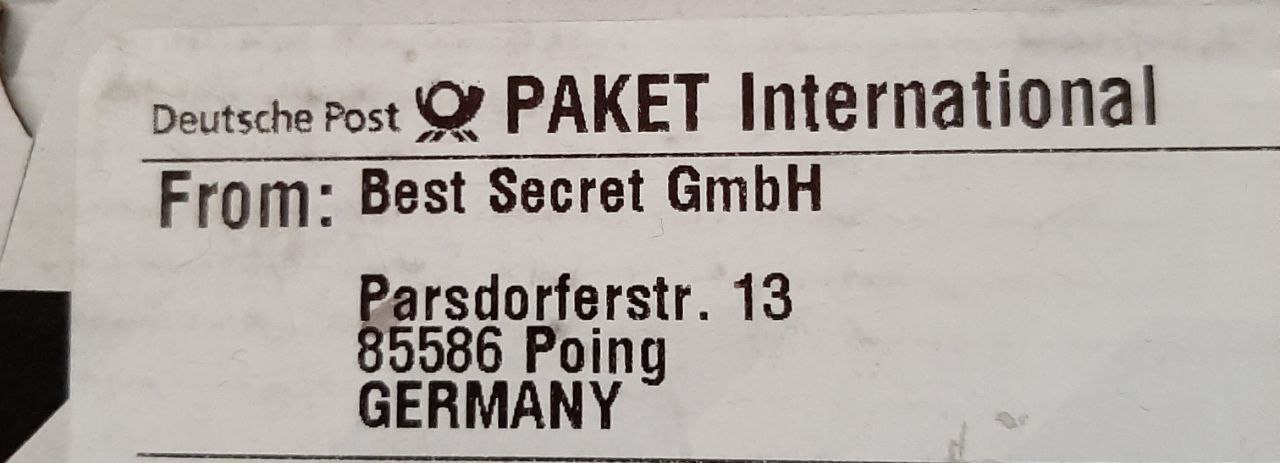 Deutsche Post PAKET International
From: Best Secret GmbH
Parsdorferstr. 13
85586 Poing
GERMANY